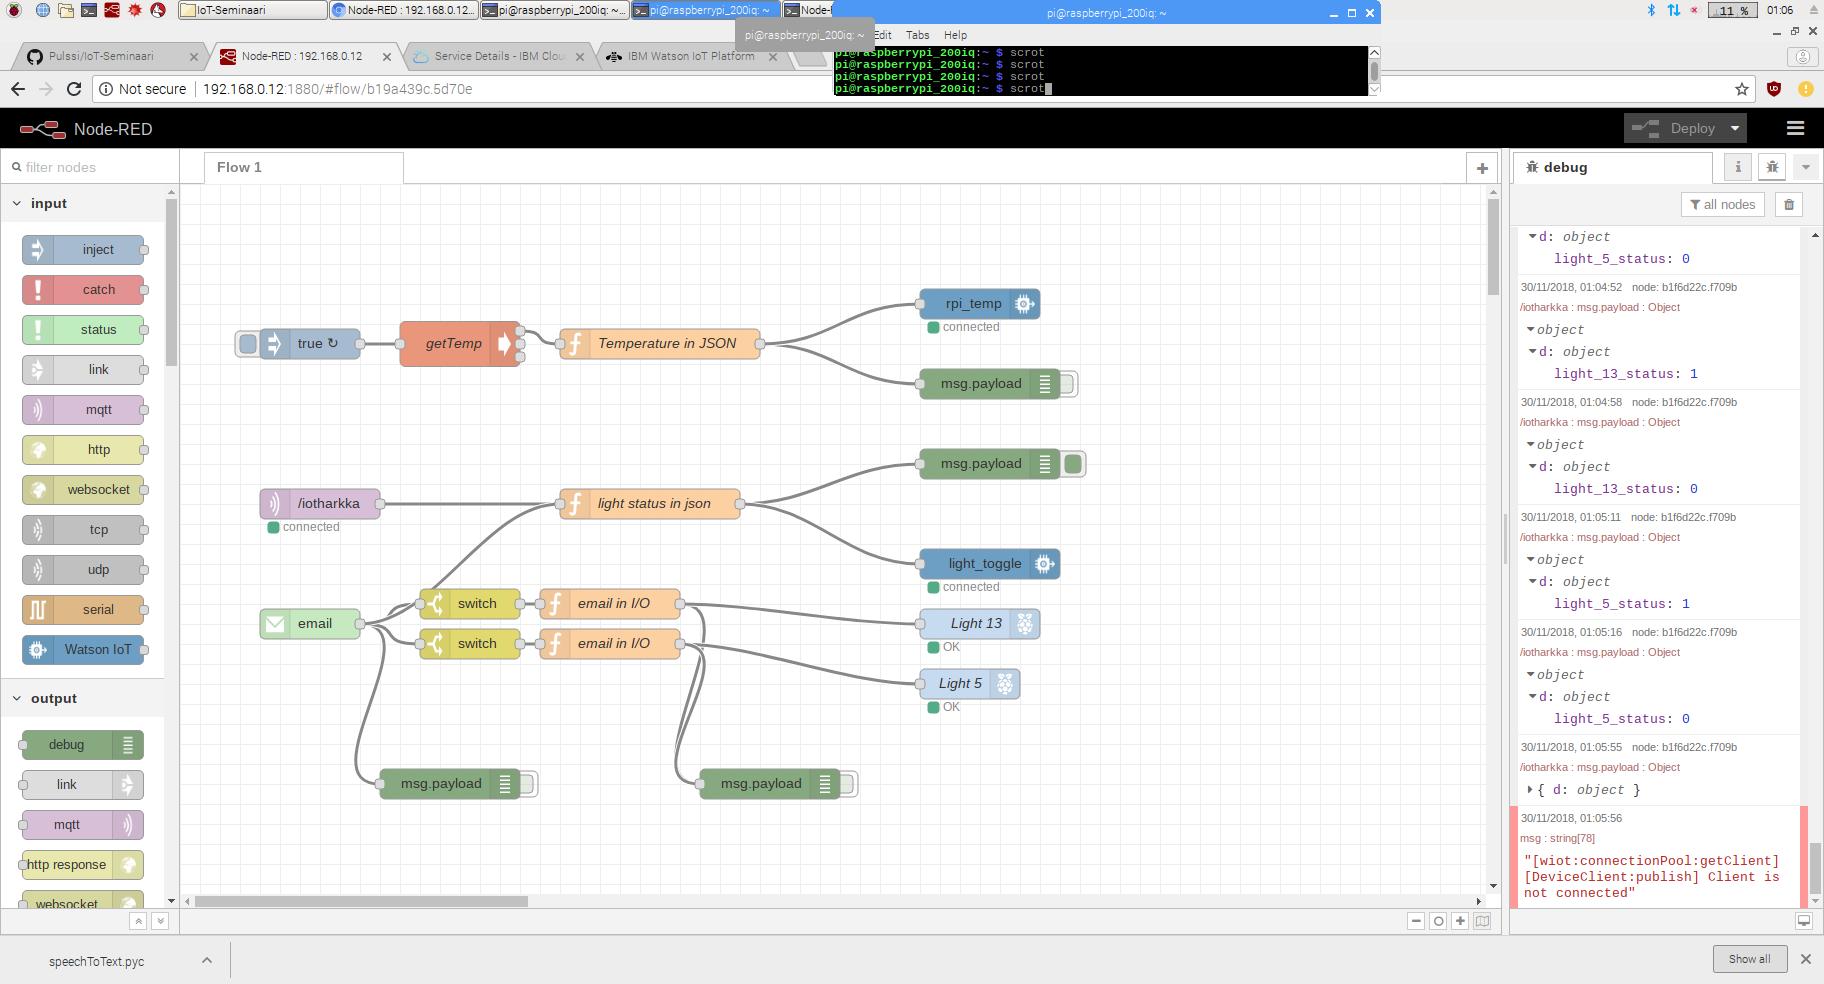 IoT-Seminaari
Node-RED : 192.168.0.12...
pi@raspberrypi_200iq: ~...
pi@raspberrypi_200iq: ~
Node-
pi@raspberrypi_200iq: ~
11 %
01:06
pi@raspberrypi_200iq: ~
Edit Tabs Help
pi@raspberrypi_200iq:~ $ scrot
pi@raspberrypi_200iq:~ $ scrot
pi@raspberrypi_200iq:~ $ scrot
pi@raspberrypi_200iq:~ $ scrot
Pulssi/IoT-Seminaari
Node-RED : 192.168.0.12
Service Details - IBM Clou
IBM Watson IoT Platform
Not secure
192.168.0.12:1880/#flow/b19a439c.5d70e
Node-RED
Deploy
filter nodes
Flow 1
debug
all nodes
input
inject
catch
status
link
mqtt
http
websocket
tcp
udp
serial
Watson IoT
output
debug
link
mqtt
http response
websocket
true ↻
getTemp
Temperature in JSON
rpi_temp
connected
msg.payload
msg.payload
/iotharkka
connected
light status in json
light_toggle
connected
email
switch
email in I/O
switch
email in I/O
Light 13
OK
Light 5
OK
msg.payload
msg.payload
d: object
light_5_status: 0
30/11/2018, 01:04:52 node: b1f6d22c.f709b
/iotharkka : msg.payload : Object
object
d: object
light_13_status: 1
30/11/2018, 01:04:58 node: b1f6d22c.f709b
/iotharkka : msg.payload : Object
object
d: object
light_13_status: 0
30/11/2018, 01:05:11 node: b1f6d22c.f709b
/iotharkka : msg.payload : Object
object
d: object
light_5_status: 1
30/11/2018, 01:05:16 node: b1f6d22c.f709b
/iotharkka : msg.payload : Object
object
d: object
light_5_status: 0
30/11/2018, 01:05:55 node: b1f6d22c.f709b
/iotharkka : msg.payload : Object
{ d: object }
30/11/2018, 01:05:56
msg : string[78]
"[wiot:connectionPool:getClient]
[DeviceClient:publish] Client is
not connected"
speechToText.pyc
Show all